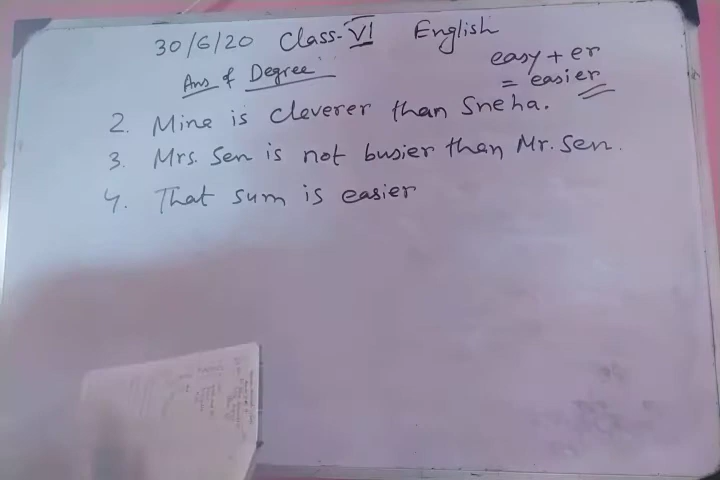 30/6/20 Class-VI English
Ans of Degree
easy + er
= easier
2. Mina is cleverer than Sneha.
3. Mrs. Sen is not busier than Mr. Sen.
4. That sum is easier